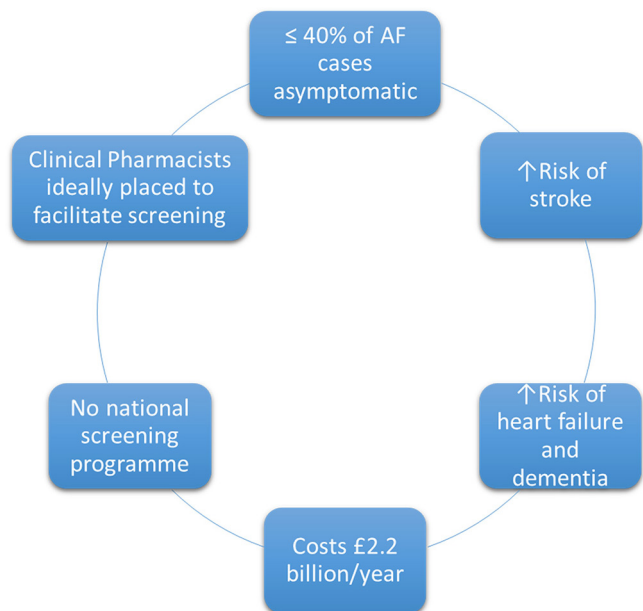 ≤ 40% of AF
cases
asymptomatic
↑Risk of
stroke
↑Risk of
heart failure
and
dementia
Costs £2.2
billion/year
No national
screening
programme
Clinical Pharmacists
ideally placed to
facilitate screening